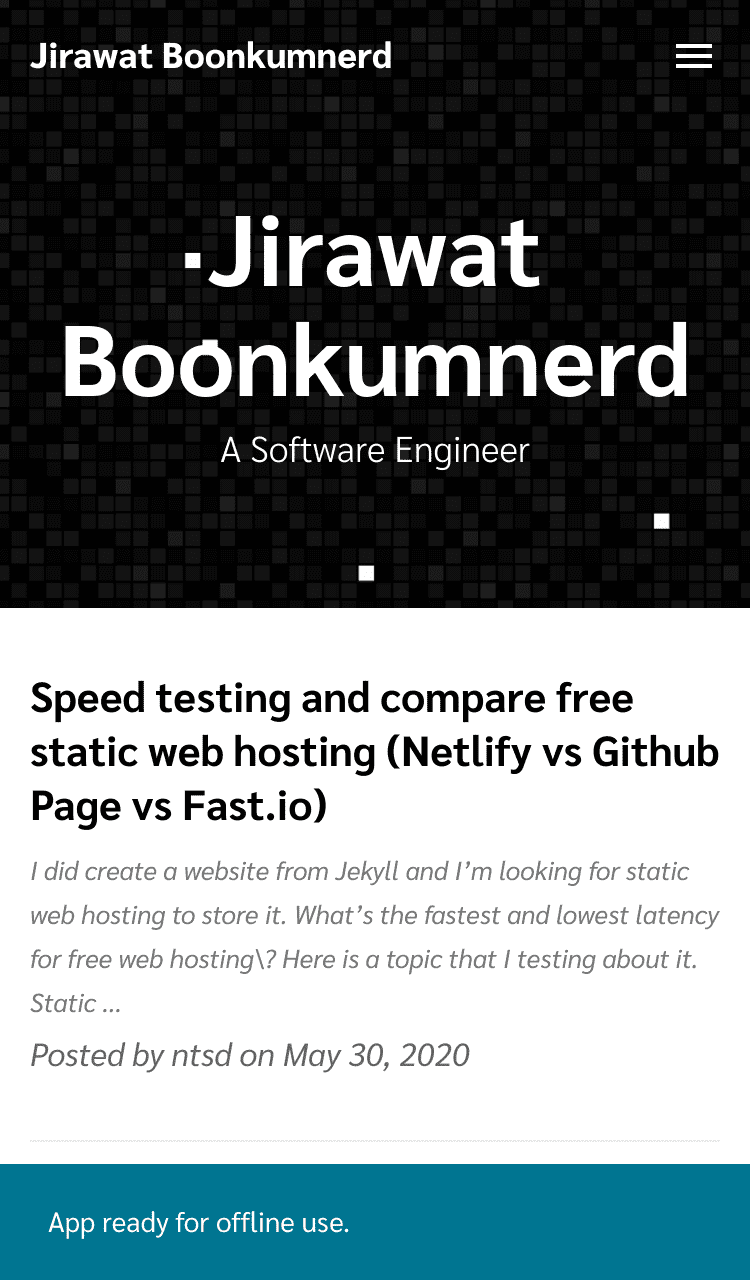 Jirawat Boonkumnerd
Jirawat
Boonkumnerd
A Software Engineer
Speed testing and compare free
static web hosting (Netlify vs Github
Page vs Fast.io)
I did create a website from Jekyll and I’m looking for static
web hosting to store it. What’s the fastest and lowest latency
for free web hosting\? Here is a topic that I testing about it.
Static ...
Posted by ntsd on May 30, 2020
App ready for offline use.